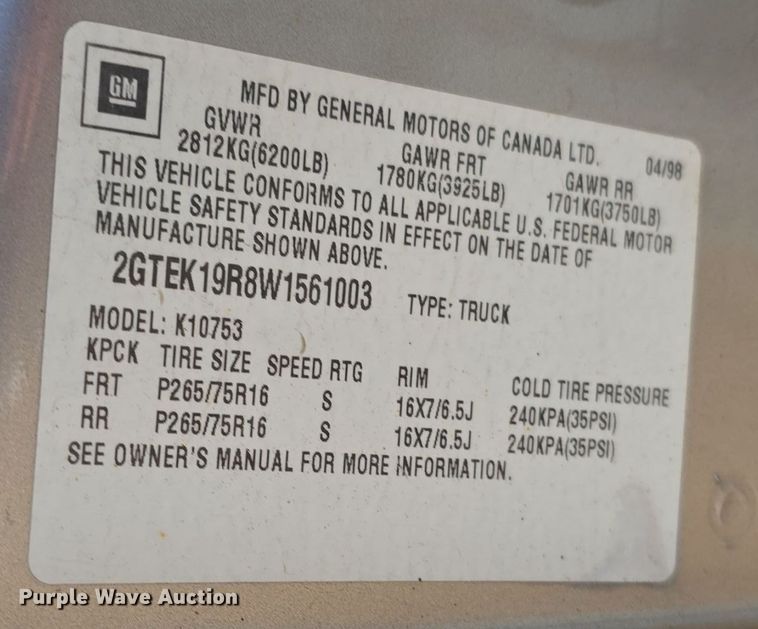 GM
MFD BY GENERAL MOTORS OF CANADA LTD. 04/98
GVWR GAWR FRT GAWR RR
2812KG(6200LB) 1780KG(3925LB) 1701KG(3750LB)
THIS VEHICLE CONFORMS TO ALL APPLICABLE U.S. FEDERAL MOTOR
VEHICLE SAFETY STANDARDS IN EFFECT ON THE DATE OF
MANUFACTURE SHOWN ABOVE.
2GTEK19R8W1561003 TYPE: TRUCK
MODEL: K10753
KPCK TIRE SIZE SPEED RTG RIM COLD TIRE PRESSURE
FRT P265/75R16 S 16X7/6.5J 240KPA(35PSI)
RR P265/75R16 S 16X7/6.5J 240KPA(35PSI)
SEE OWNER'S MANUAL FOR MORE INFORMATION.
Purple Wave Auction